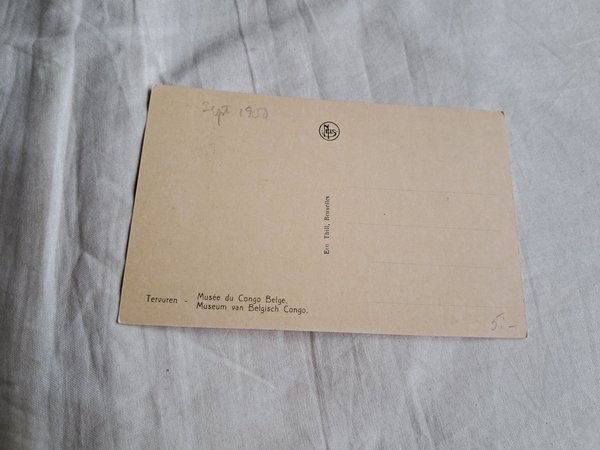 Sept 1900
Ern Thill, Bruxelles
Tervuren - Musée du Congo Belge.
Museum van Belgisch Congo.
5.-